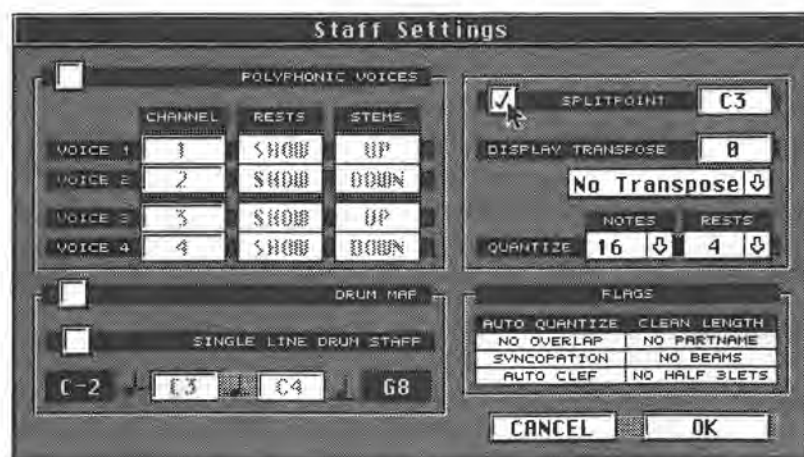 Staff Settings
POLYPHONIC VOICES
CHANNEL RESTS STEMS
VOICE 1 1 SHOW UP
VOICE 2 2 SHOW DOWN
VOICE 3 3 SHOW UP
VOICE 4 4 SHOW DOWN
SPLITPOINT C3
DISPLAY TRANSPOSE 0
No Transpose
NOTES RESTS
QUANTIZE 16 4
DRUM MAP
SINGLE LINE DRUM STAFF
C-2 C3 C4 G8
FLAGS
AUTO QUANTIZE CLEAN LENGTH
NO OVERLAP NO PARTNAME
SYNCOPATION NO BEAMS
AUTO CLEF NO HALF 3LETS
CANCEL OK